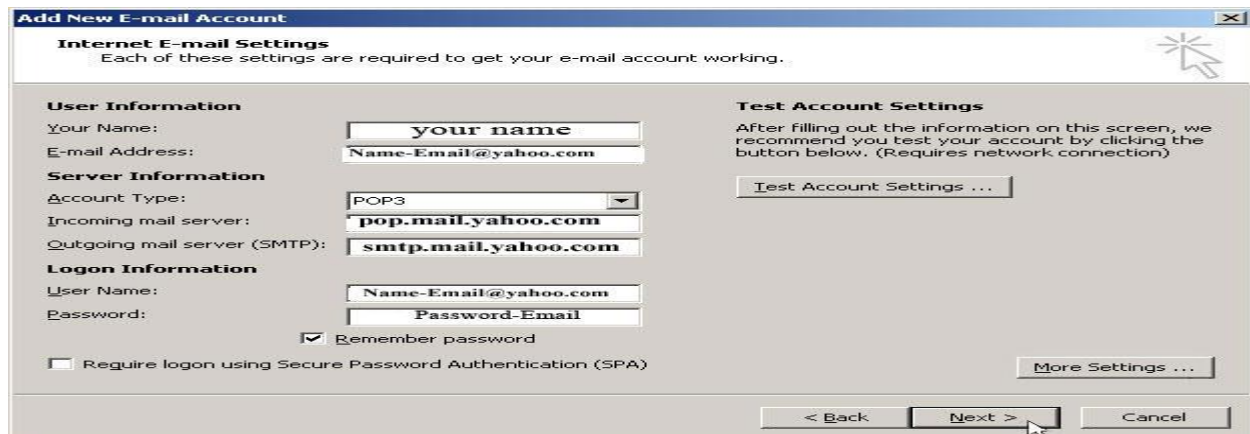 Add New E-mail Account
Internet E-mail Settings
Each of these settings are required to get your e-mail account working.
User Information
Your Name: your name
E-mail Address: Name-Email@yahoo.com
Server Information
Account Type: POP3
Incoming mail server: pop.mail.yahoo.com
Outgoing mail server (SMTP): smtp.mail.yahoo.com
Logon Information
User Name: Name-Email@yahoo.com
Password: Password-Email
Remember password
Require logon using Secure Password Authentication (SPA)
Test Account Settings
After filling out the information on this screen, we
recommend you test your account by clicking the
button below. (Requires network connection)
Test Account Settings ...
More Settings ...
< Back Next > Cancel